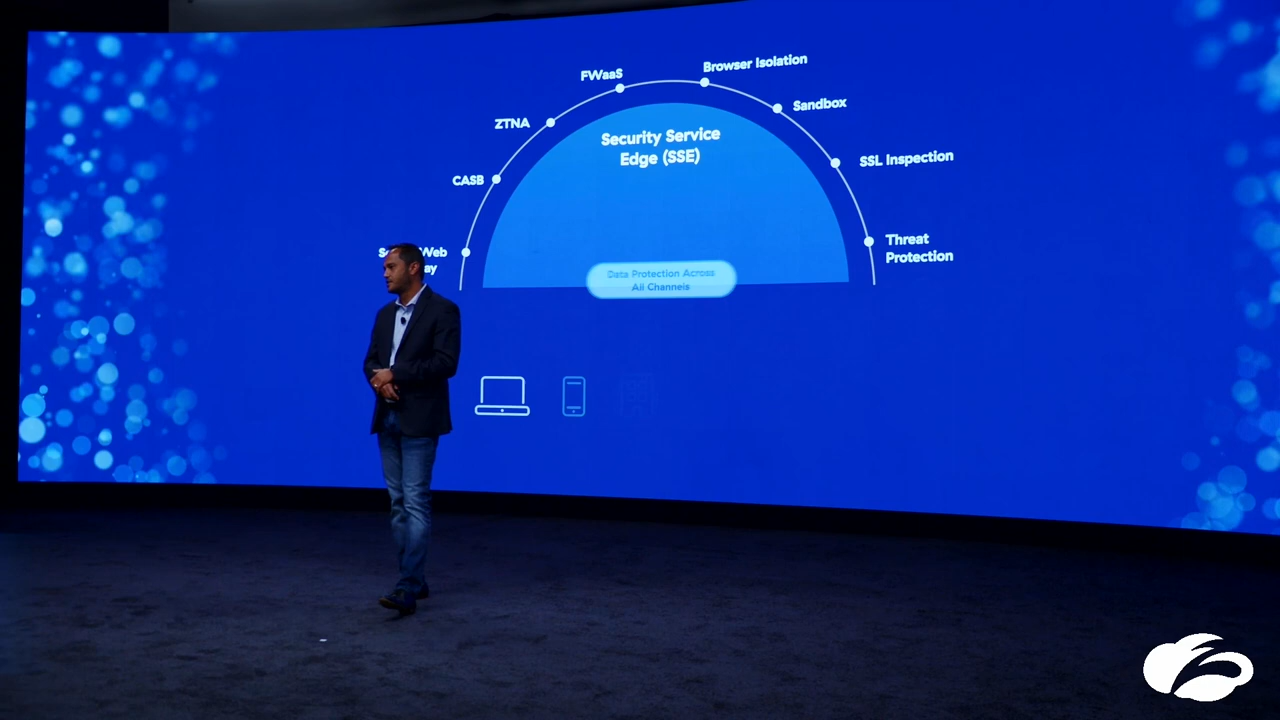 FWaaS
Browser Isolation
ZTNA
Sandbox
Security Service
Edge (SSE)
CASB
SSL Inspection
Web
Threat
Protection
Data Protection Across
All Channels